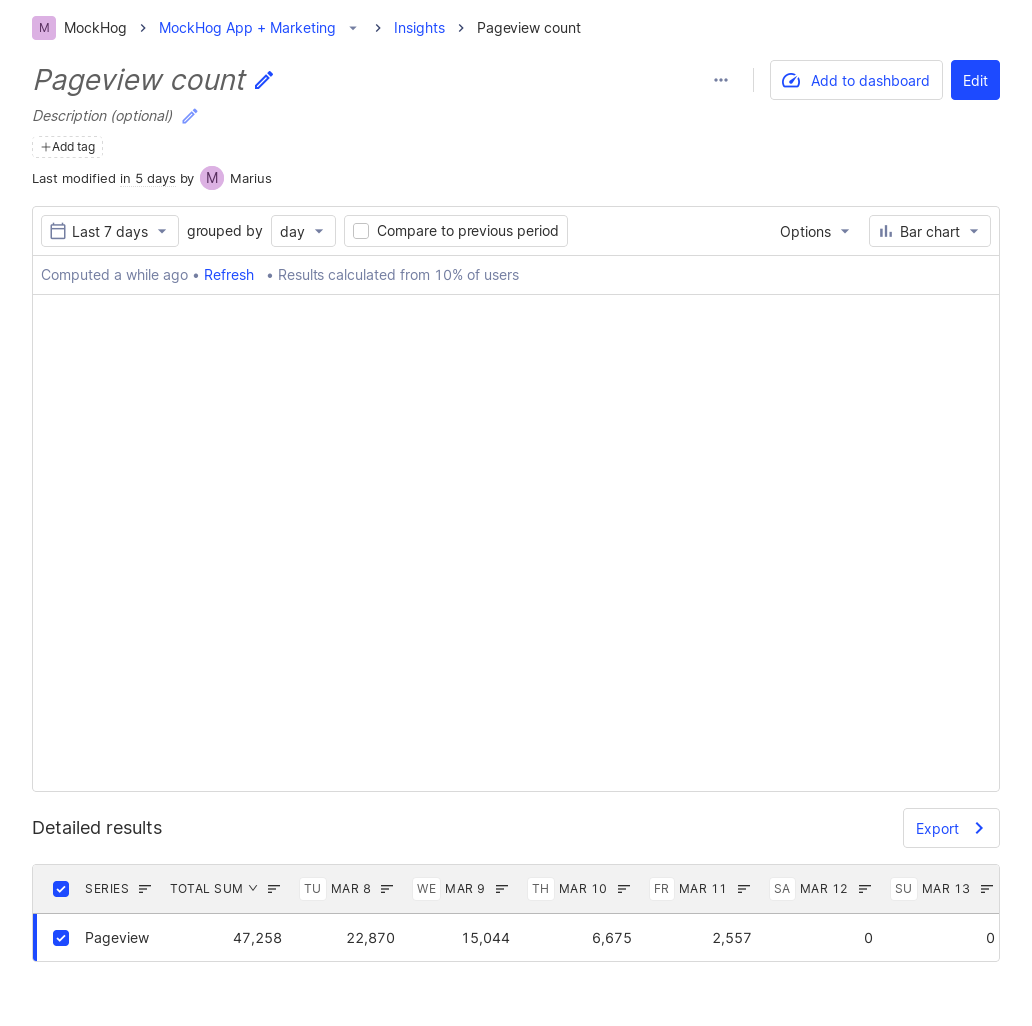 M MockHog > MockHog App + Marketing > Insights > Pageview count
Pageview count
Add to dashboard
Edit
Description (optional)
+Add tag
Last modified in 5 days by M Marius
Last 7 days grouped by day Compare to previous period Options Bar chart
Computed a while ago • Refresh • Results calculated from 10% of users
Detailed results
Export
SERIES TOTAL SUM TU MAR 8 WE MAR 9 TH MAR 10 FR MAR 11 SA MAR 12 SU MAR 13
Pageview 47,258 22,870 15,044 6,675 2,557 0 0